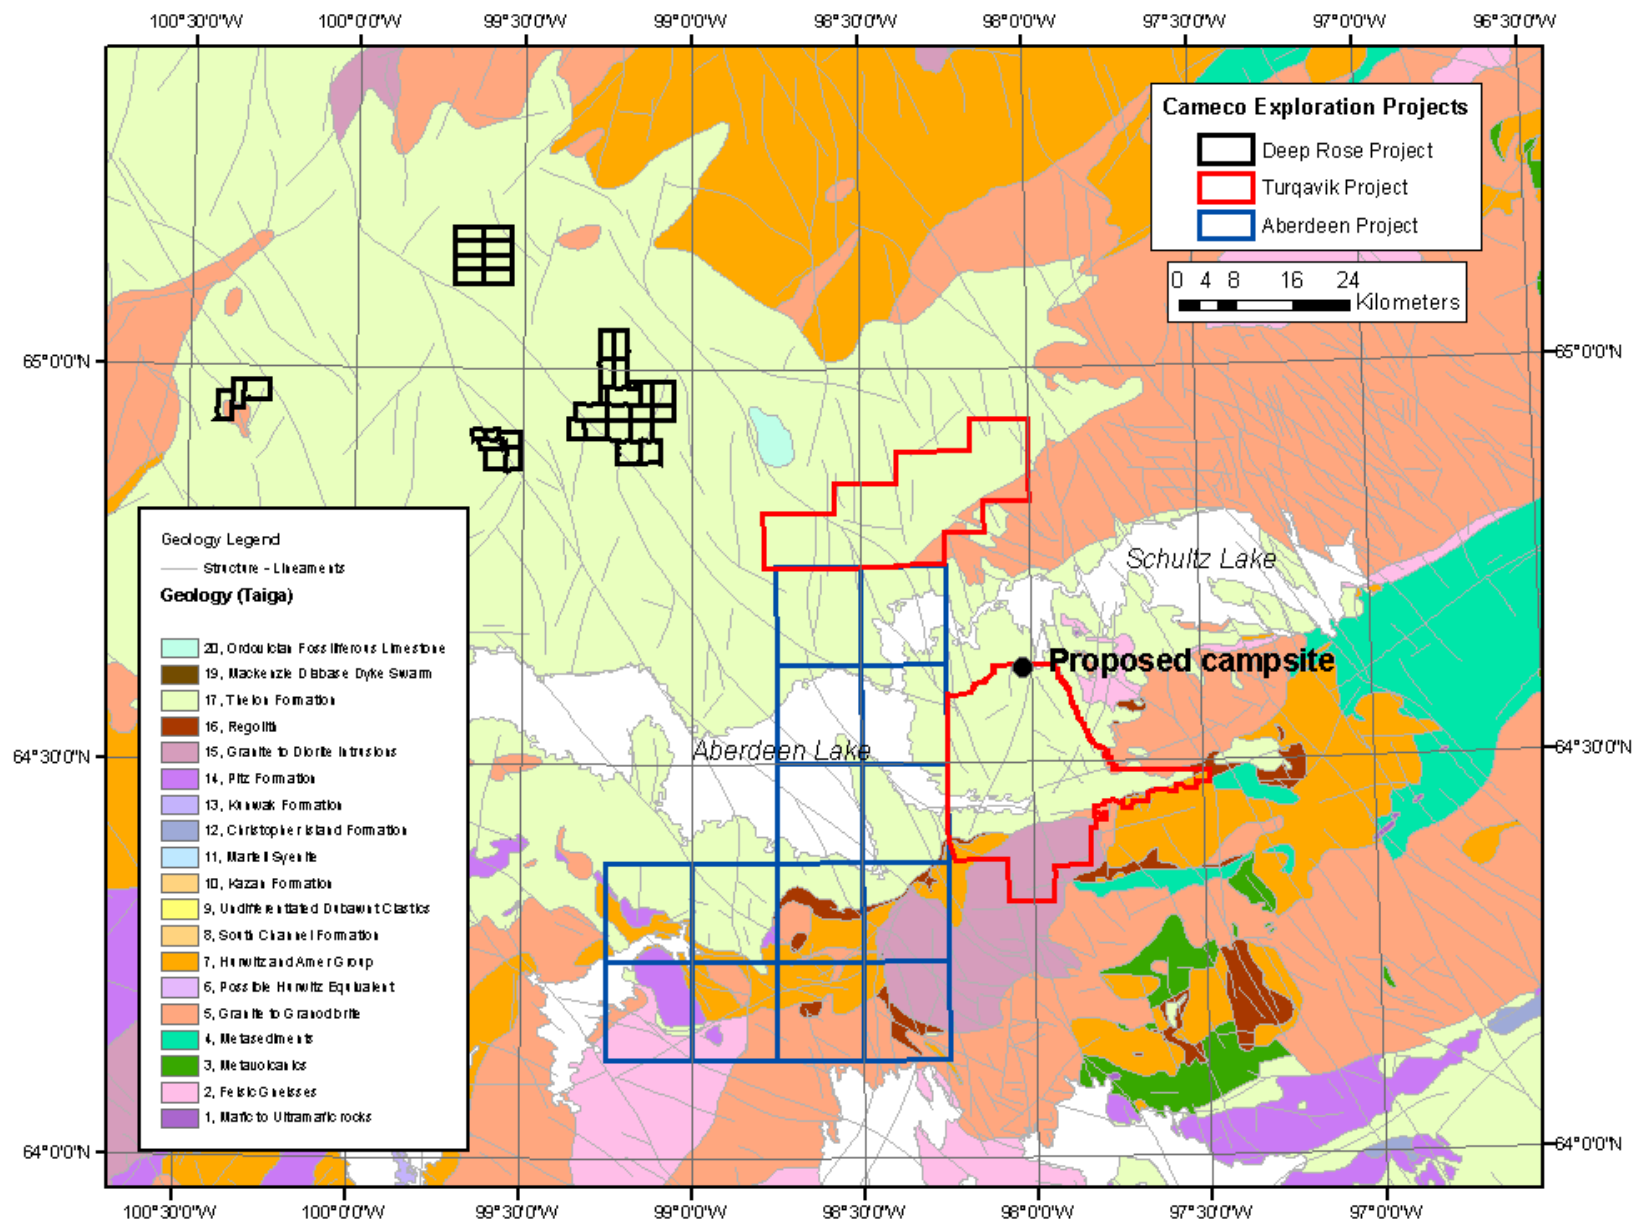 100°30'0"W 100°0'0"W 99°30'0"W 99°0'0"W 98°30'0"W 98°0'0"W 97°30'0"W 97°0'0"W 96°30'0"W
Cameco Exploration Projects
Deep Rose Project
Turqavik Project
Aberdeen Project
0 4 8 16 24
Kilometers
65°0'0"N 65°0'0"N
Schultz Lake
Proposed campsite
Aberdeen Lake
64°30'0"N 64°30'0"N
Geology Legend
Structure - Lineaments
Geology (Taiga)
20, Ordovician Fossiliferous Limestone
19, Mackenzie Diabase Dyke Swarm
17, Thelon Formation
16, Regolith
15, Granite to Diorite Intrusions
14, Pitz Formation
13, Kunwak Formation
12, Christopher Island Formation
11, Martell Syenite
10, Kazan Formation
9, Undifferentiated Dubawnt Clastics
8, South Channel Formation
7, Hurwitz and Amer Group
6, Possible Hurwitz Equivalent
5, Granite to Granodiorite
4, Metasediments
3, Metavolcanics
2, Felsic Gneisses
1, Mafic to Ultramafic rocks
64°0'0"N 64°0'0"N
100°30'0"W 100°0'0"W 99°30'0"W 99°0'0"W 98°30'0"W 98°0'0"W 97°30'0"W 97°0'0"W